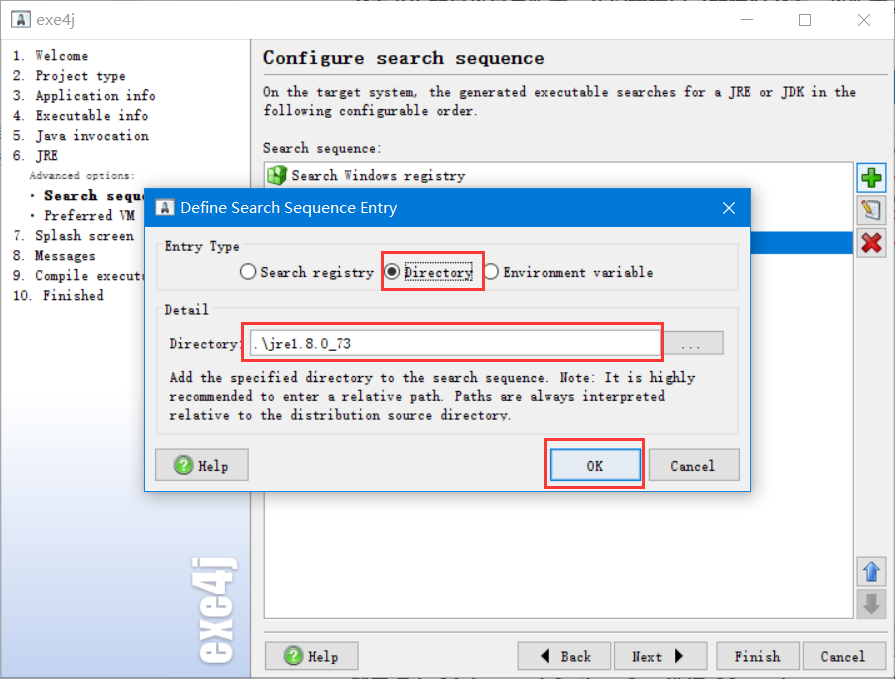 exe4j
1. Welcome
2. Project type
3. Application info
4. Executable info
5. Java invocation
6. JRE
Advanced options:
· Search sequ
· Preferred VM
7. Splash screen
8. Messages
9. Compile execut
10. Finished
exe4j
Configure search sequence
On the target system, the generated executable searches for a JRE or JDK in the
following configurable order.
Search sequence:
Search Windows registry
Define Search Sequence Entry
Entry Type
Search registry
Directory
Environment variable
Detail
Directory:
.\jre1.8.0_73
...
Add the specified directory to the search sequence. Note: It is highly
recommended to enter a relative path. Paths are always interpreted
relative to the distribution source directory.
Help
OK
Cancel
Help
Back
Next
Finish
Cancel